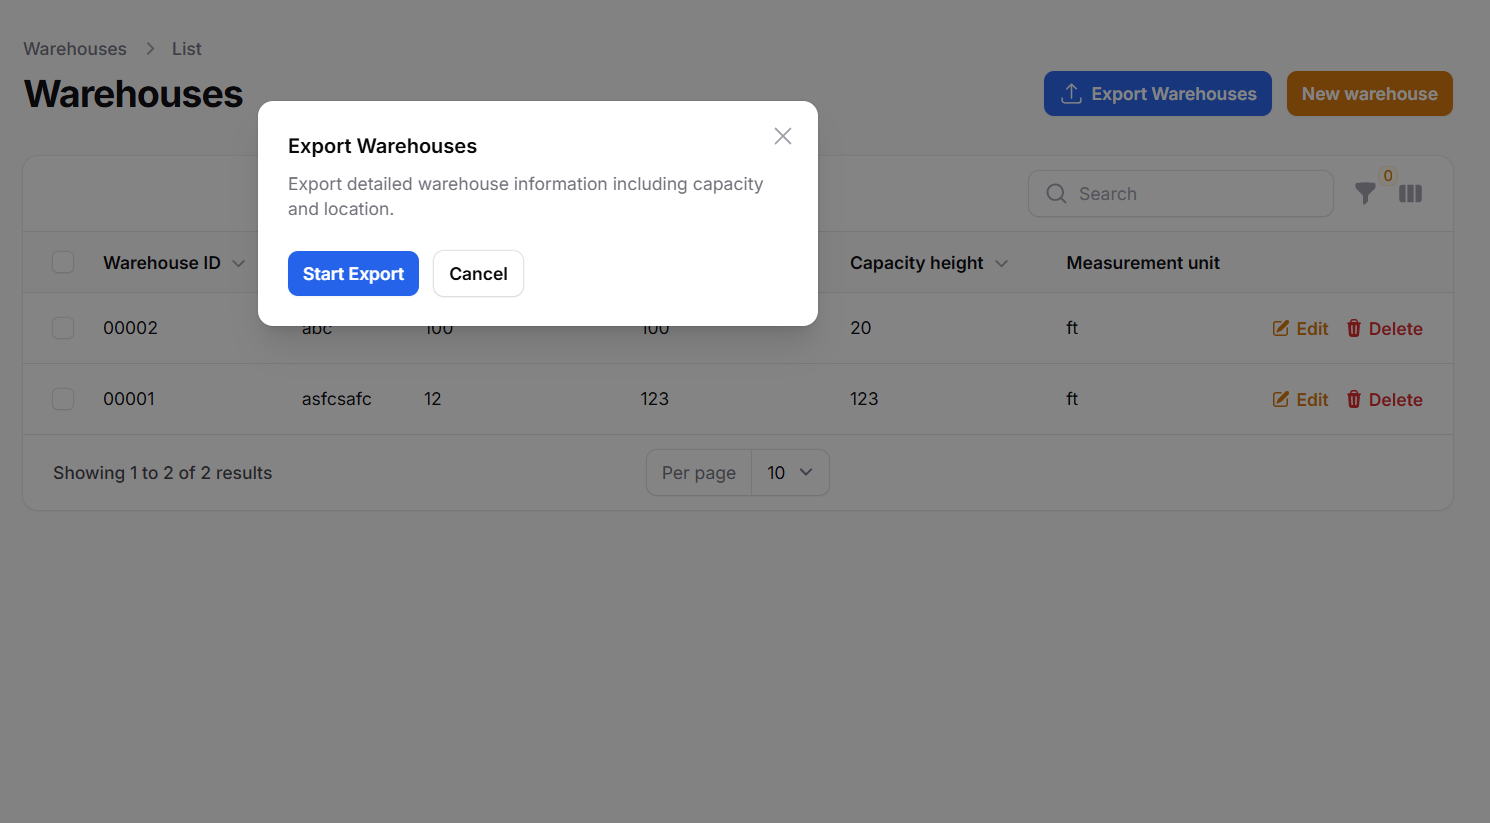 Warehouses > List
Warehouses
Export Warehouses
New warehouse
Export Warehouses
Export detailed warehouse information including capacity
and location.
Start Export
Cancel
Search
0
Warehouse ID
Capacity height
Measurement unit
00002 abc 100 100 20 ft Edit Delete
00001 asfcsafc 12 123 123 ft Edit Delete
Showing 1 to 2 of 2 results
Per page 10